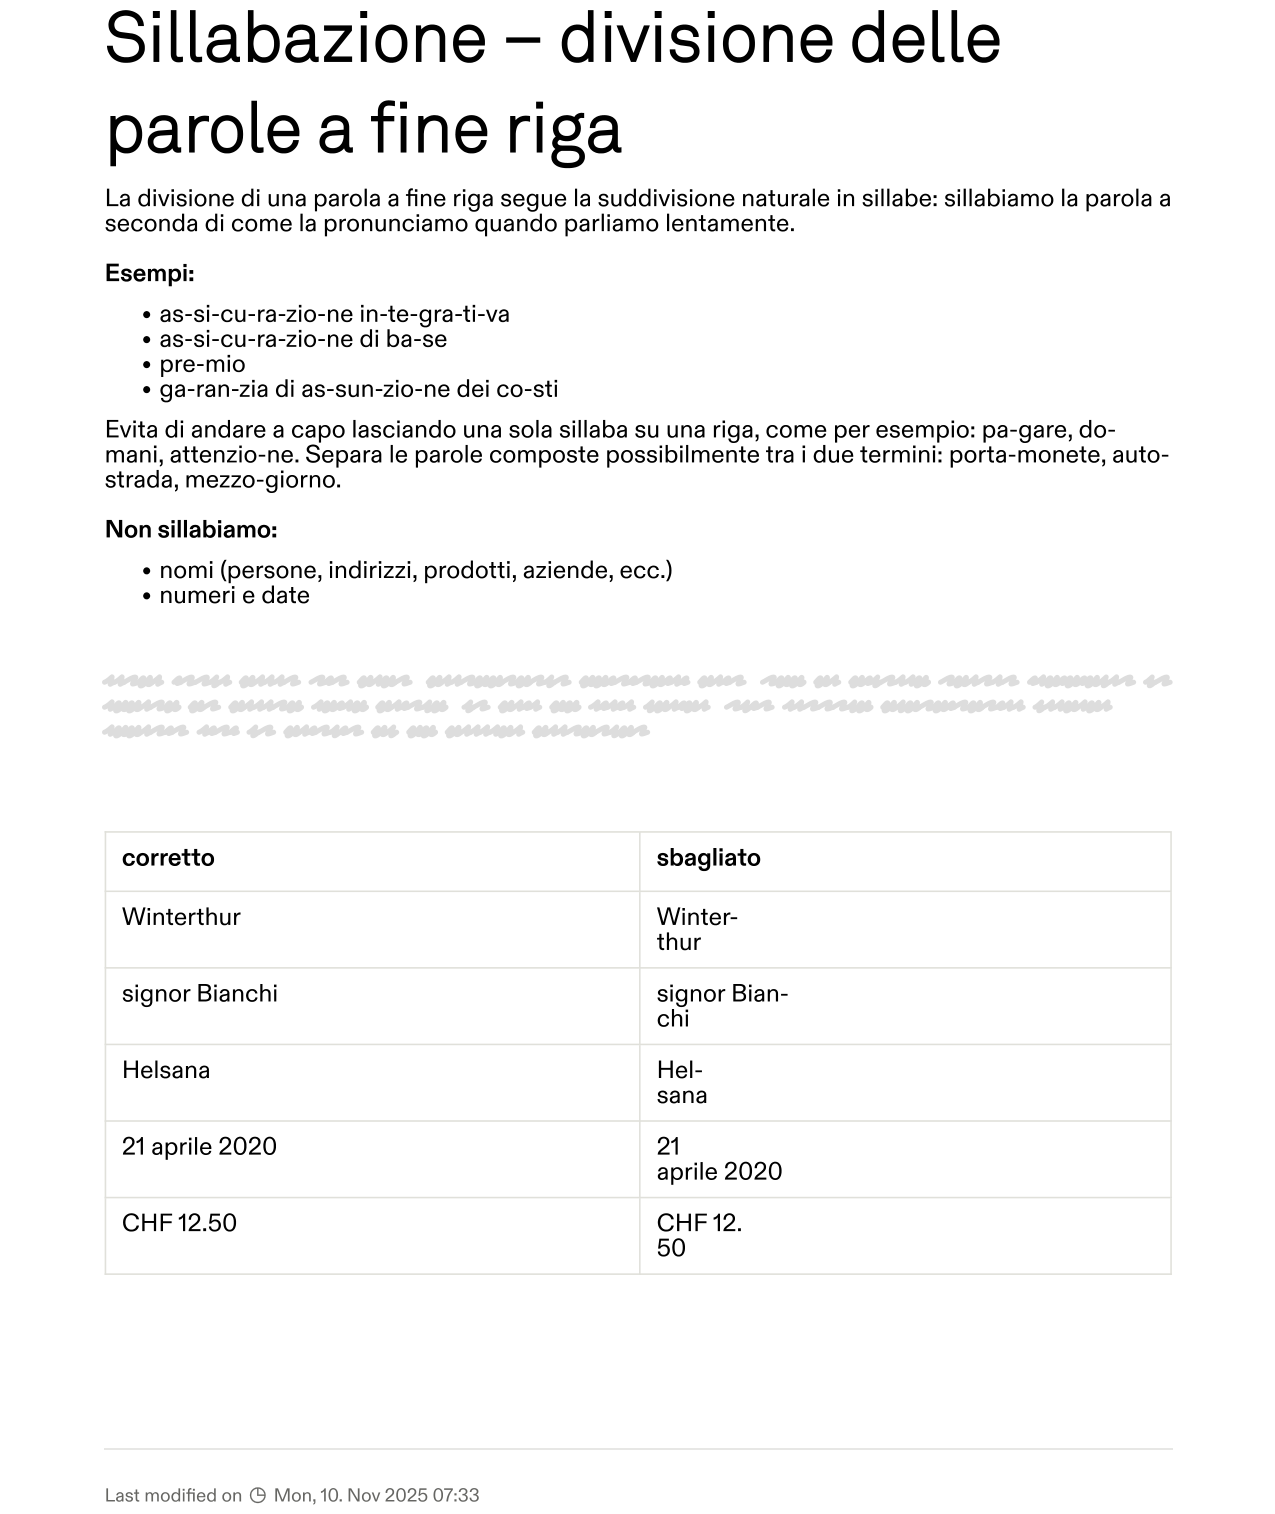 Sillabazione – divisione delle
parole a fine riga
La divisione di una parola a fine riga segue la suddivisione naturale in sillabe: sillabiamo la parola a
seconda di come la pronunciamo quando parliamo lentamente.
Esempi:
• as-si-cu-ra-zio-ne in-te-gra-ti-va
• as-si-cu-ra-zio-ne di ba-se
• pre-mio
• ga-ran-zia di as-sun-zio-ne dei co-sti
Evita di andare a capo lasciando una sola sillaba su una riga, come per esempio: pa-gare, do-
mani, attenzio-ne. Separa le parole composte possibilmente tra i due termini: porta-monete, auto-
strada, mezzo-giorno.
Non sillabiamo:
• nomi (persone, indirizzi, prodotti, aziende, ecc.)
• numeri e date
corretto sbagliato
Winterthur Winter-
thur
signor Bianchi signor Bian-
chi
Helsana Hel-
sana
21 aprile 2020 21
aprile 2020
CHF 12.50 CHF 12.
50
Last modified on Mon, 10. Nov 2025 07:33